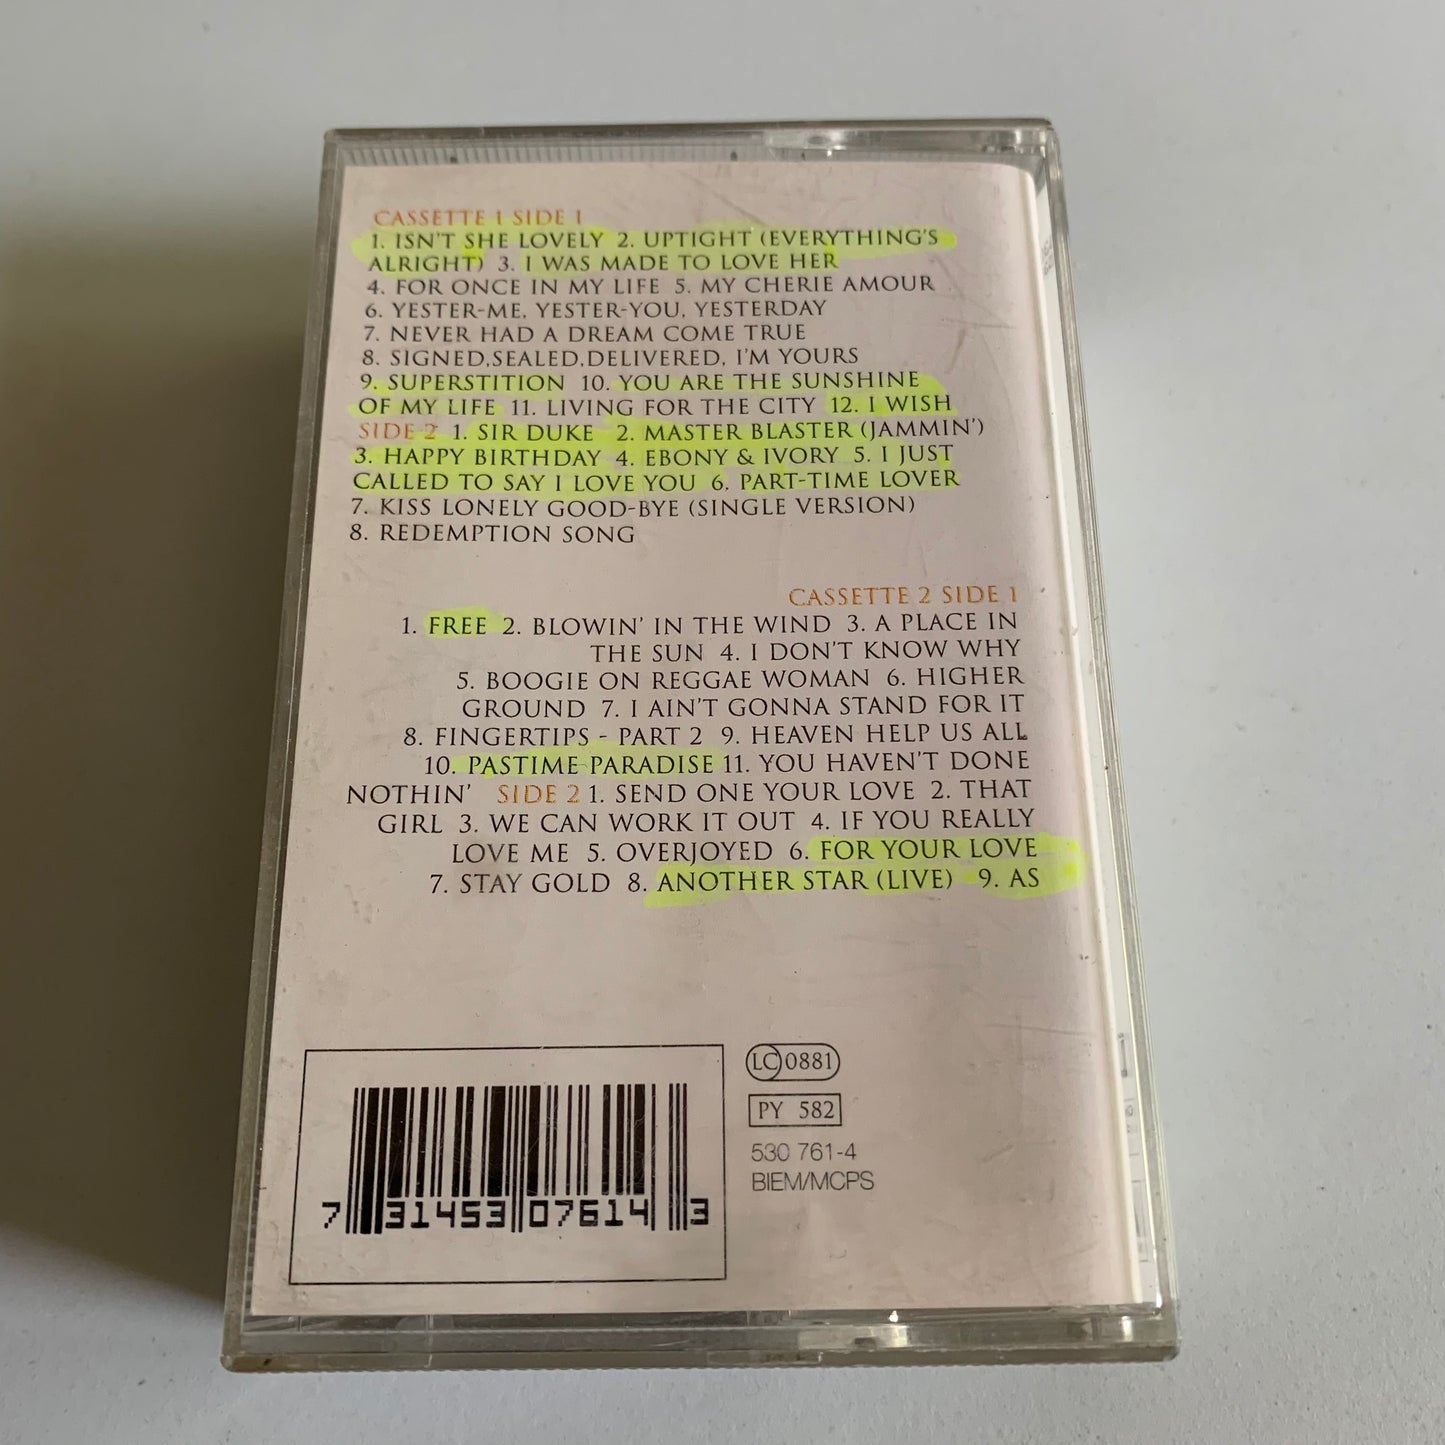 CASSETTE 1 SIDE 1
1. ISN'T SHE LOVELY 2. UPTIGHT (EVERYTHING'S
ALRIGHT) 3. I WAS MADE TO LOVE HER
4. FOR ONCE IN MY LIFE 5. MY CHERIE AMOUR
6. YESTER-ME, YESTER-YOU, YESTERDAY
7. NEVER HAD A DREAM COME TRUE
8. SIGNED,SEALED,DELIVERED, I'M YOURS
9. SUPERSTITION 10. YOU ARE THE SUNSHINE
OF MY LIFE 11. LIVING FOR THE CITY 12. I WISH
SIDE 2 1. SIR DUKE 2. MASTER BLASTER (JAMMIN')
3. HAPPY BIRTHDAY 4. EBONY & IVORY 5. I JUST
CALLED TO SAY I LOVE YOU 6. PART-TIME LOVER
7. KISS LONELY GOOD-BYE (SINGLE VERSION)
8. REDEMPTION SONG
CASSETTE 2 SIDE 1
1. FREE 2. BLOWIN' IN THE WIND 3. A PLACE IN
THE SUN 4. I DON'T KNOW WHY
5. BOOGIE ON REGGAE WOMAN 6. HIGHER
GROUND 7. I AIN'T GONNA STAND FOR IT
8. FINGERTIPS - PART 2 9. HEAVEN HELP US ALL
10. PASTIME PARADISE 11. YOU HAVEN'T DONE
NOTHIN' SIDE 2 1. SEND ONE YOUR LOVE 2. THAT
GIRL 3. WE CAN WORK IT OUT 4. IF YOU REALLY
LOVE ME 5. OVERJOYED 6. FOR YOUR LOVE
7. STAY GOLD 8. ANOTHER STAR (LIVE) 9. AS
LC 0881
PY 582
530 761-4
BIEM/MCPS
7 31453 07614 3